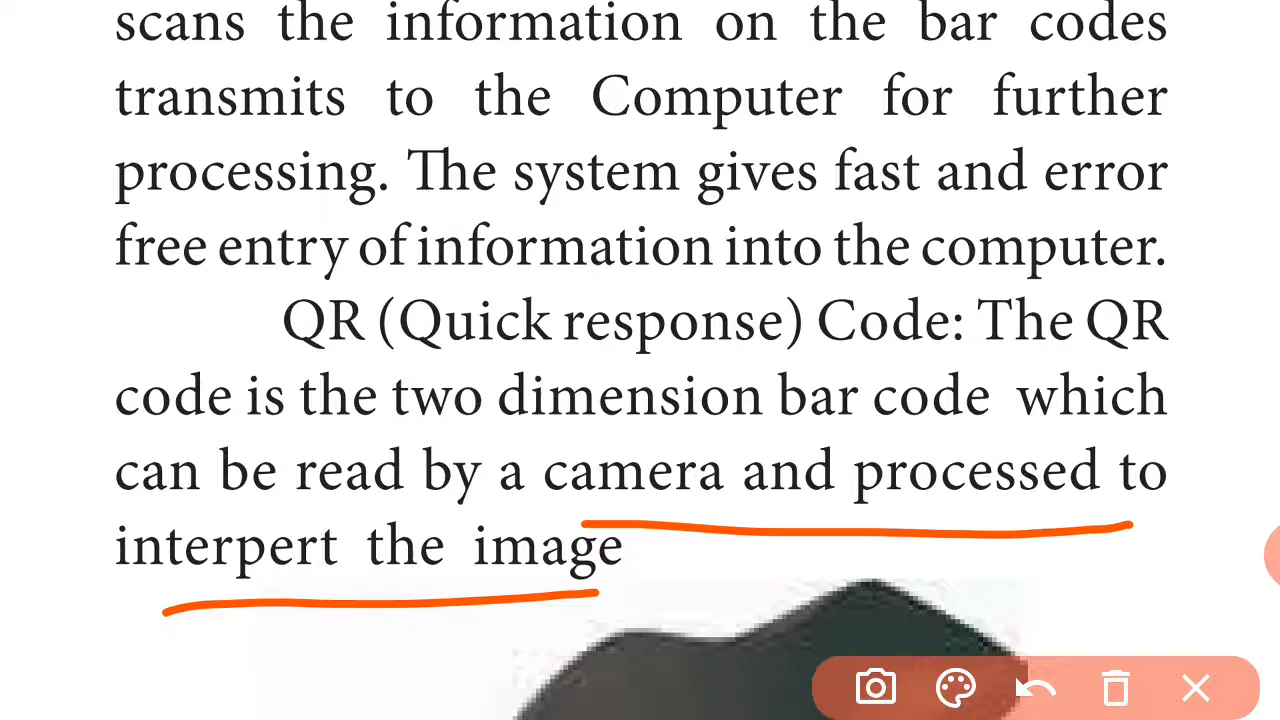 scans the information on the bar codes
transmits to the Computer for further
processing. The system gives fast and error
free entry of information into the computer.
QR (Quick response) Code: The QR
code is the two dimension bar code which
can be read by a camera and processed to
interpert the image